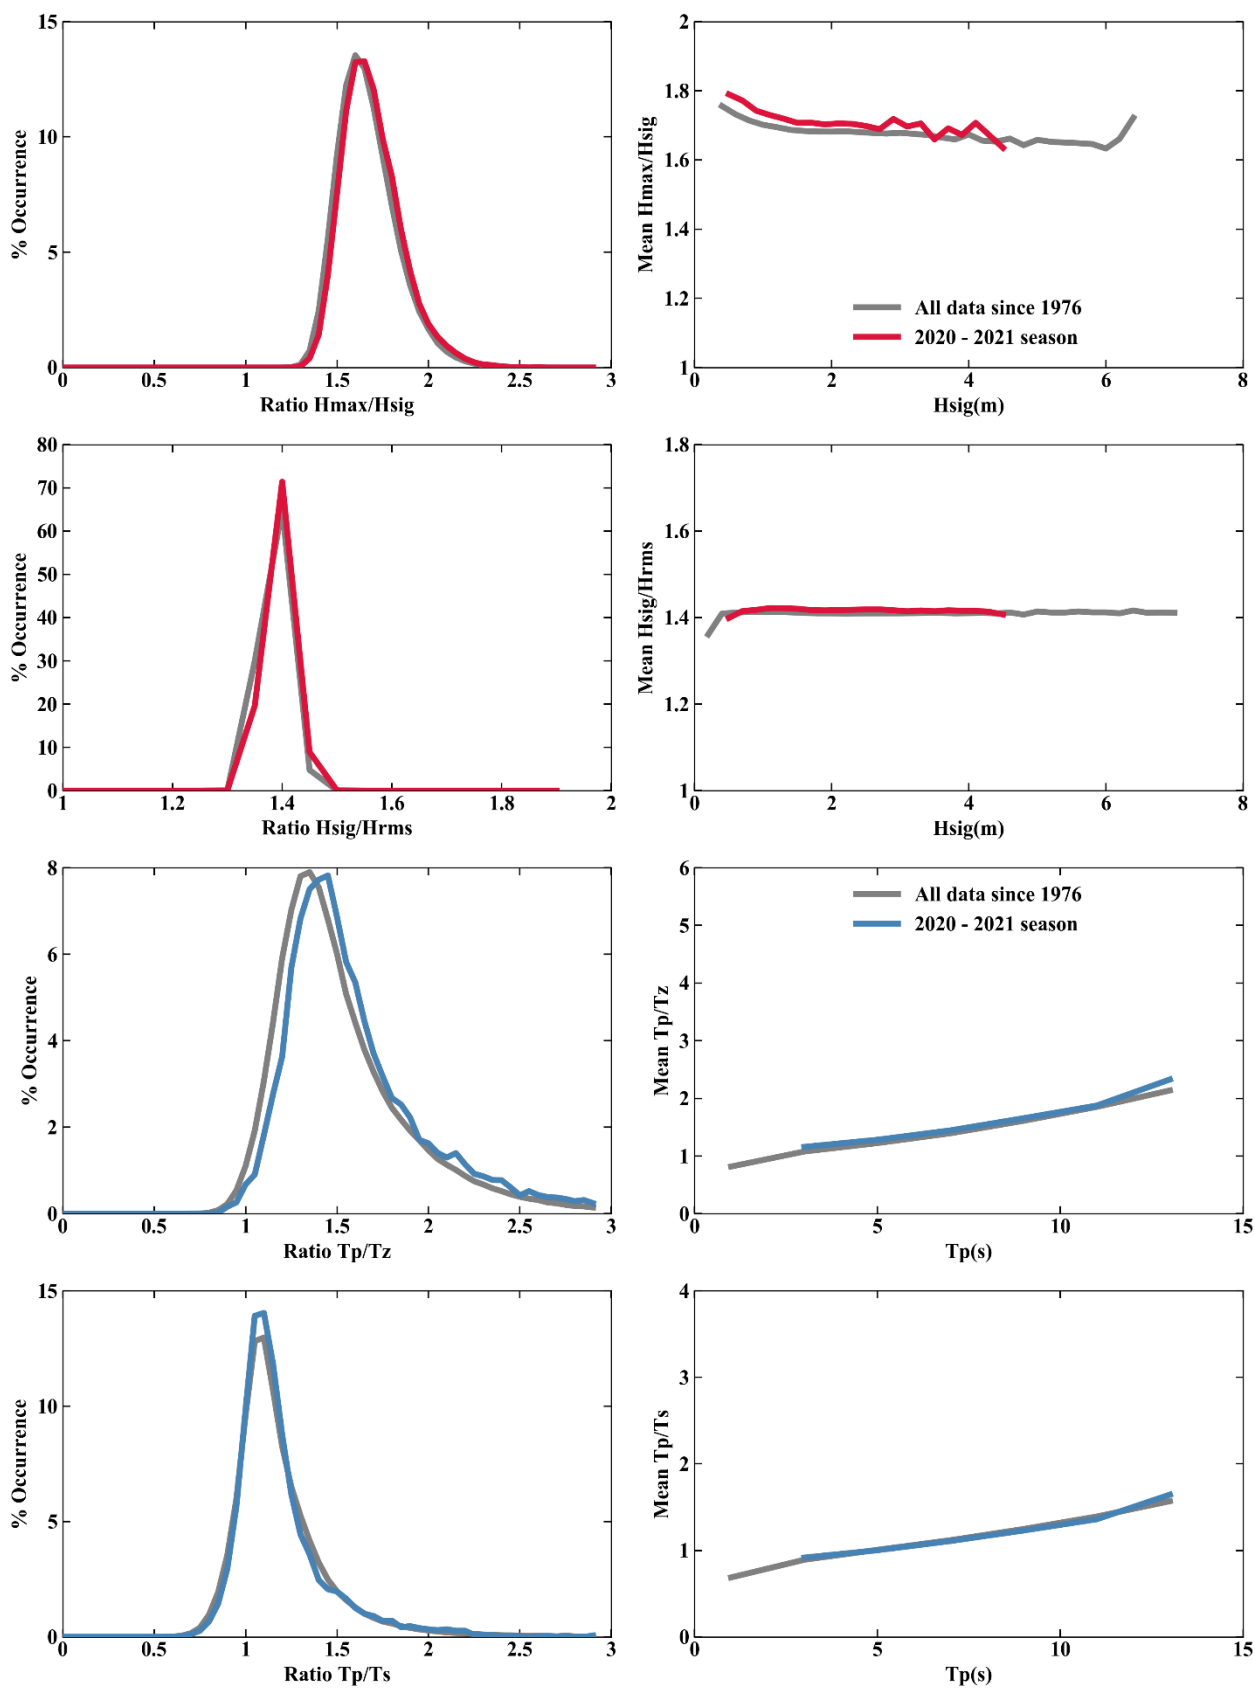 % Occurrence
15
10
5
0
0 0.5 1 1.5 2 2.5 3
Ratio Hmax/Hsig
Mean Hmax/Hsig
2
1.8
1.6
1.4
1.2
1
All data since 1976
2020 - 2021 season
0 2 4 6 8
Hsig(m)
% Occurrence
80
70
60
50
40
30
20
10
0
1 1.2 1.4 1.6 1.8 2
Ratio Hsig/Hrms
Mean Hsig/Hrms
1.8
1.6
1.4
1.2
1
0 2 4 6 8
Hsig(m)
% Occurrence
8
6
4
2
0
0 0.5 1 1.5 2 2.5 3
Ratio Tp/Tz
Mean Tp/Tz
6
5
4
3
2
1
0
All data since 1976
2020 - 2021 season
0 5 10 15
Tp(s)
% Occurrence
15
10
5
0
0 0.5 1 1.5 2 2.5 3
Ratio Tp/Ts
Mean Tp/Ts
4
3
2
1
0
0 5 10 15
Tp(s)